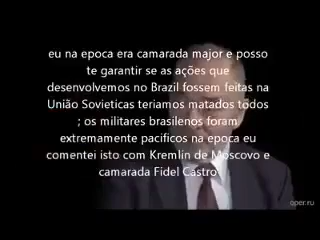 eu na epoca era camarada major e posso
te garantir se as ações que
desenvolvemos no Brazil fossem feitas na
União Sovieticas teriamos matados todos
; os militares brasilenos foram
extremamente pacificos na epoca eu
comentei isto com Kremlin de Moscovo e
camarada Fidel Castro
oper.ru